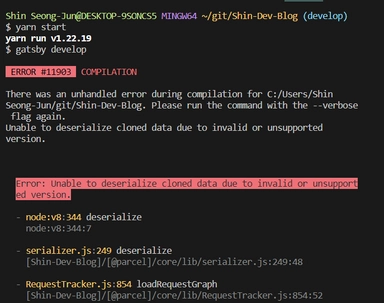 Shin Seong-Jun@DESKTOP-9SONCS5 MINGW64 ~/git/Shin-Dev-Blog (develop)
$ yarn start
yarn run v1.22.19
$ gatsby develop
ERROR #11903 COMPILATION
There was an unhandled error during compilation for C:/Users/Shin
Seong-Jun/git/Shin-Dev-Blog. Please run the command with the --verbose
flag again.
Unable to deserialize cloned data due to invalid or unsupported
version.
Error: Unable to deserialize cloned data due to invalid or unsupport
ed version.
- node:v8:344 deserialize
node:v8:344:7
- serializer.js:249 deserialize
[Shin-Dev-Blog]/[@parcel]/core/lib/serializer.js:249:48
- RequestTracker.js:854 loadRequestGraph
[Shin-Dev-Blog]/[@parcel]/core/lib/RequestTracker.js:854:52